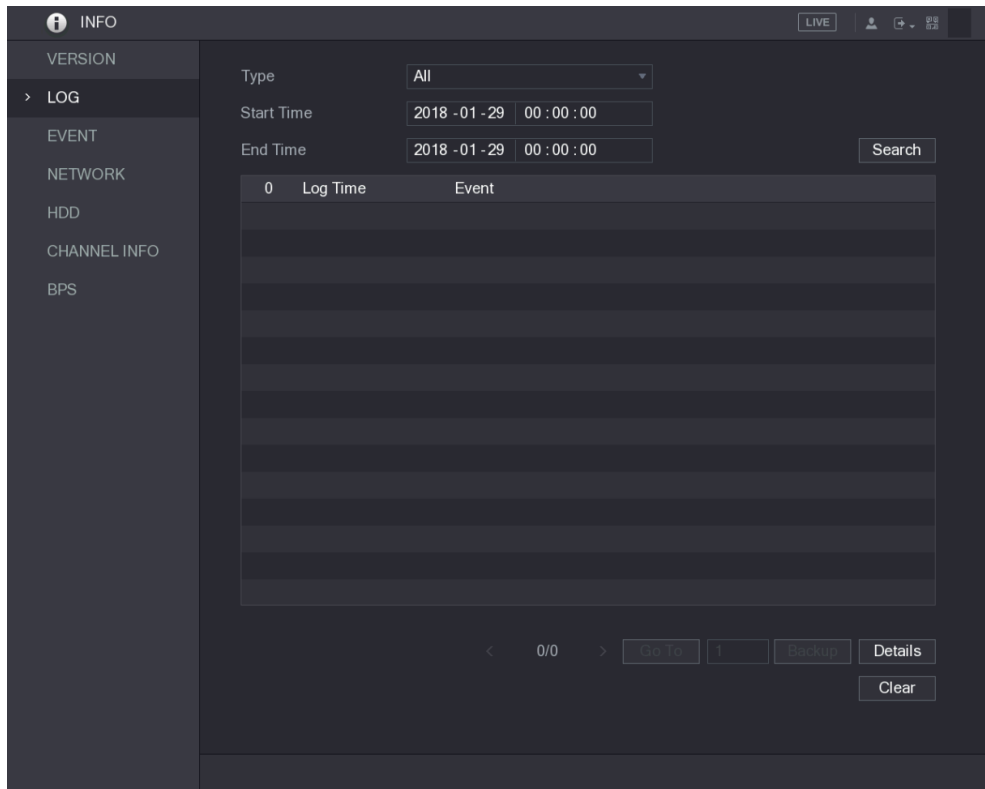 INFO
LIVE
VERSION
LOG
EVENT
NETWORK
HDD
CHANNEL INFO
BPS
Type All
Start Time 2018 -01 -29 00 : 00 : 00
End Time 2018 -01 -29 00 : 00 : 00 Search
0 Log Time Event
< 0/0 > Go To 1 Backup Details
Clear